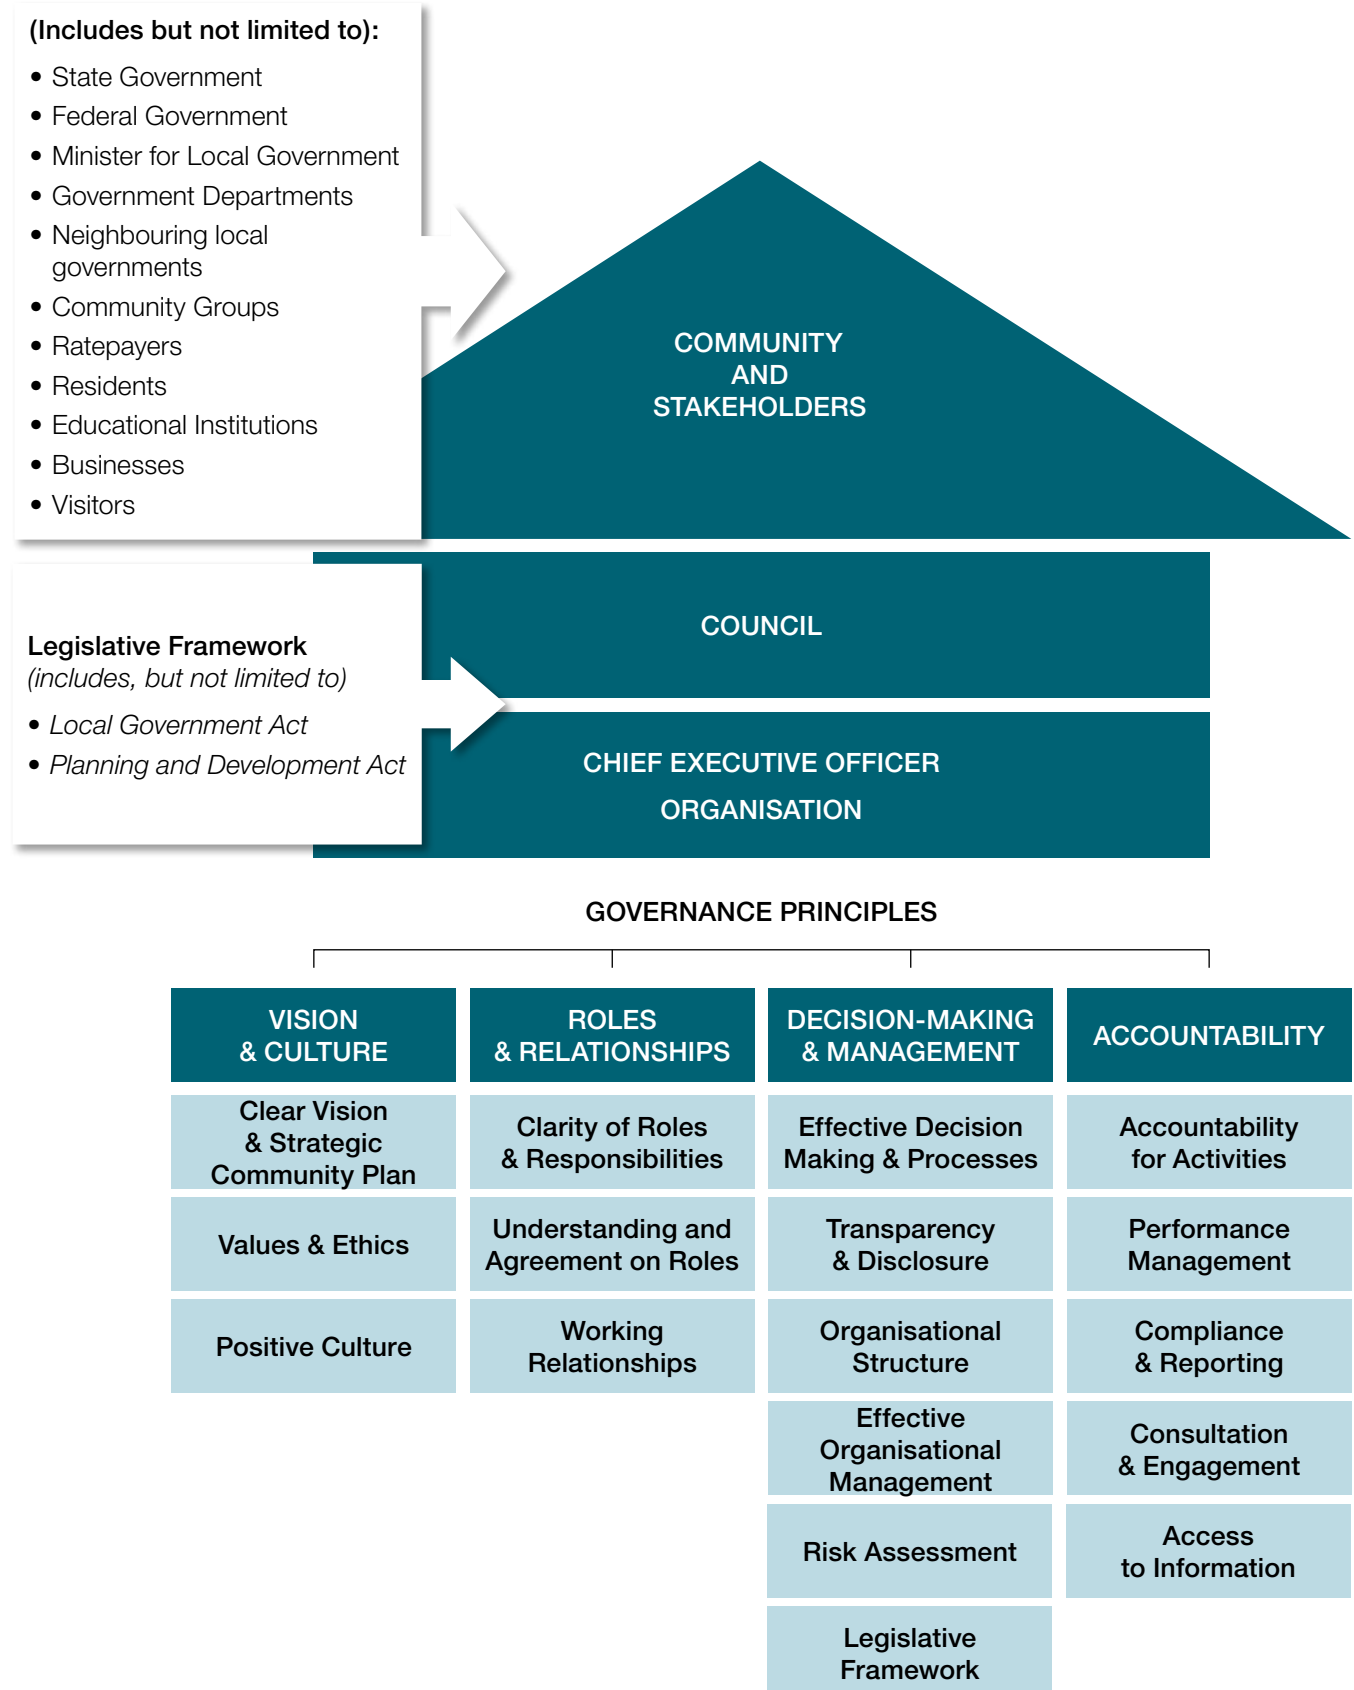 (Includes but not limited to):
• State Government
• Federal Government
• Minister for Local Government
• Government Departments
• Neighbouring local
governments
• Community Groups
• Ratepayers
• Residents
• Educational Institutions
• Businesses
• Visitors
COMMUNITY
AND
STAKEHOLDERS
Legislative Framework
(includes, but not limited to)
• Local Government Act
• Planning and Development Act
COUNCIL
CHIEF EXECUTIVE OFFICER
ORGANISATION
GOVERNANCE PRINCIPLES
VISION
& CULTURE
Clear Vision
& Strategic
Community Plan
Values & Ethics
Positive Culture
ROLES
& RELATIONSHIPS
Clarity of Roles
& Responsibilities
Understanding and
Agreement on Roles
Working
Relationships
DECISION-MAKING
& MANAGEMENT
Effective Decision
Making & Processes
Transparency
& Disclosure
Organisational
Structure
Effective
Organisational
Management
Risk Assessment
Legislative
Framework
ACCOUNTABILITY
Accountability
for Activities
Performance
Management
Compliance
& Reporting
Consultation
& Engagement
Access
to Information